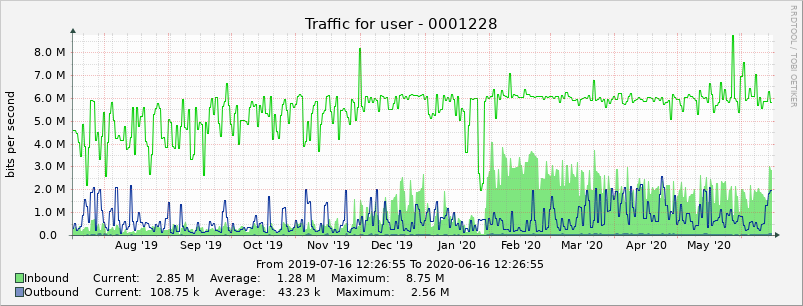 Traffic for user - 0001228
RRDTOOL / TOBI OETIKER
bits per second
8.0 M
7.0 M
6.0 M
5.0 M
4.0 M
3.0 M
2.0 M
1.0 M
0.0
Aug '19 Sep '19 Oct '19 Nov '19 Dec '19 Jan '20 Feb '20 Mar '20 Apr '20 May '20
From 2019-07-16 12:26:55 To 2020-06-16 12:26:55
Inbound Current: 2.85 M Average: 1.28 M Maximum: 8.75 M
Outbound Current: 108.75 k Average: 43.23 k Maximum: 2.56 M